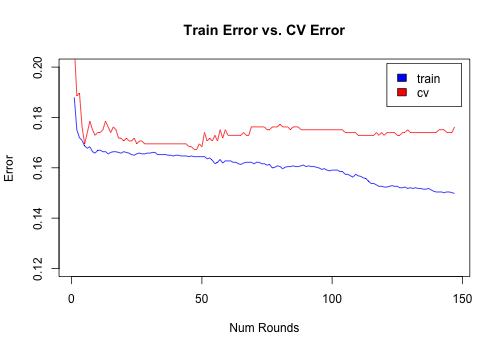 Train Error vs. CV Error
train
cv
Error
0.20
0.18
0.16
0.14
0.12
0
50
100
150
Num Rounds